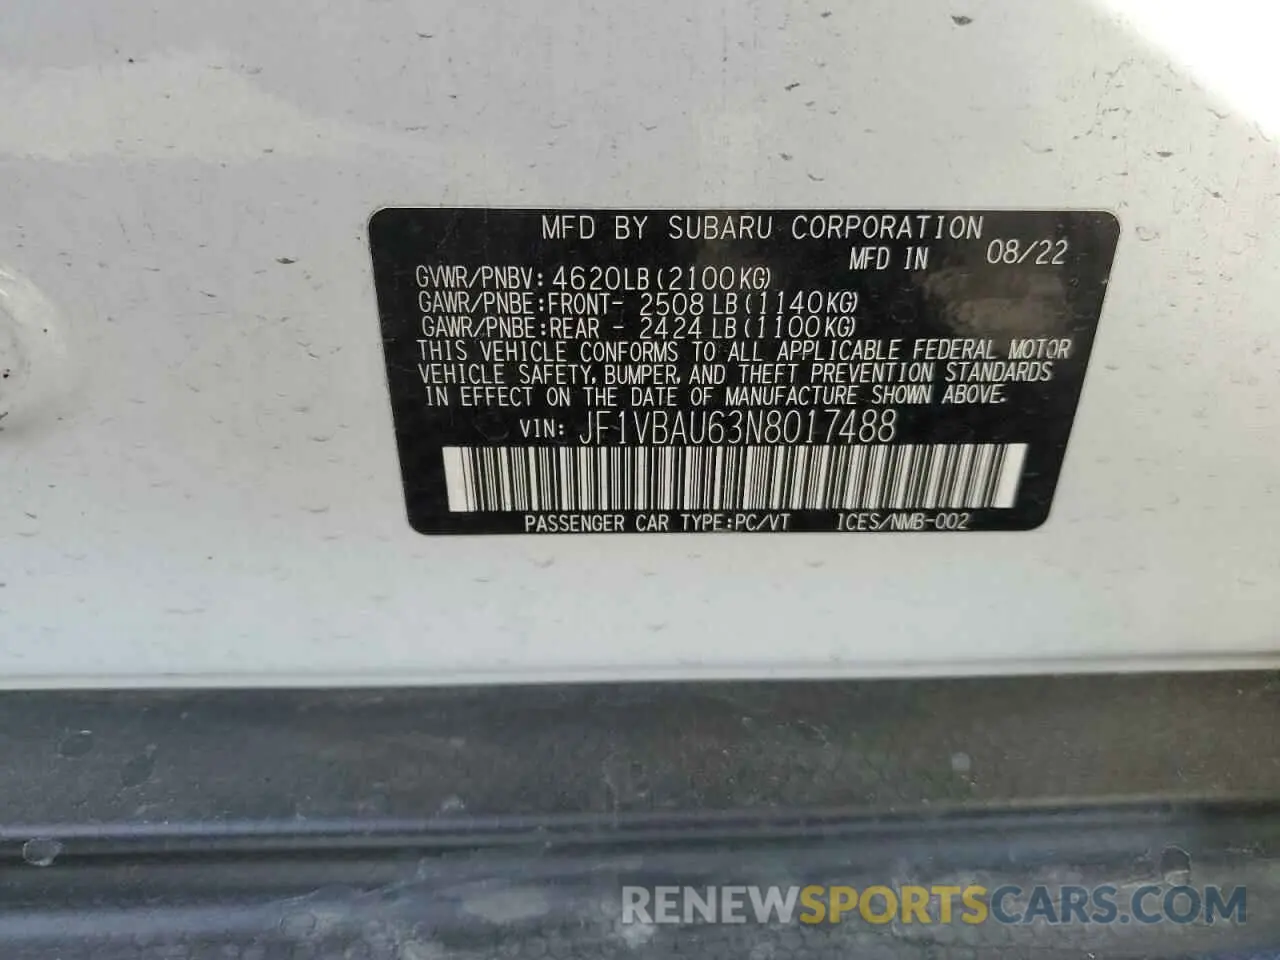 MFD BY SUBARU CORPORATION
MFD IN 08/22
GVWR/PNBV: 4620LB(2100KG)
GAWR/PNBE:FRONT- 2508 LB(1140KG)
GAWR/PNBE:REAR - 2424 LB(1100KG)
THIS VEHICLE CONFORMS TO ALL APPLICABLE FEDERAL MOTOR
VEHICLE SAFETY, BUMPER, AND THEFT PREVENTION STANDARDS
IN EFFECT ON THE DATE OF MANUFACTURE SHOWN ABOVE.
VIN: JF1VBAU63N8017488
PASSENGER CAR TYPE:PC/VT ICES/NMB-002
RENEWSPORTSCARS.COM